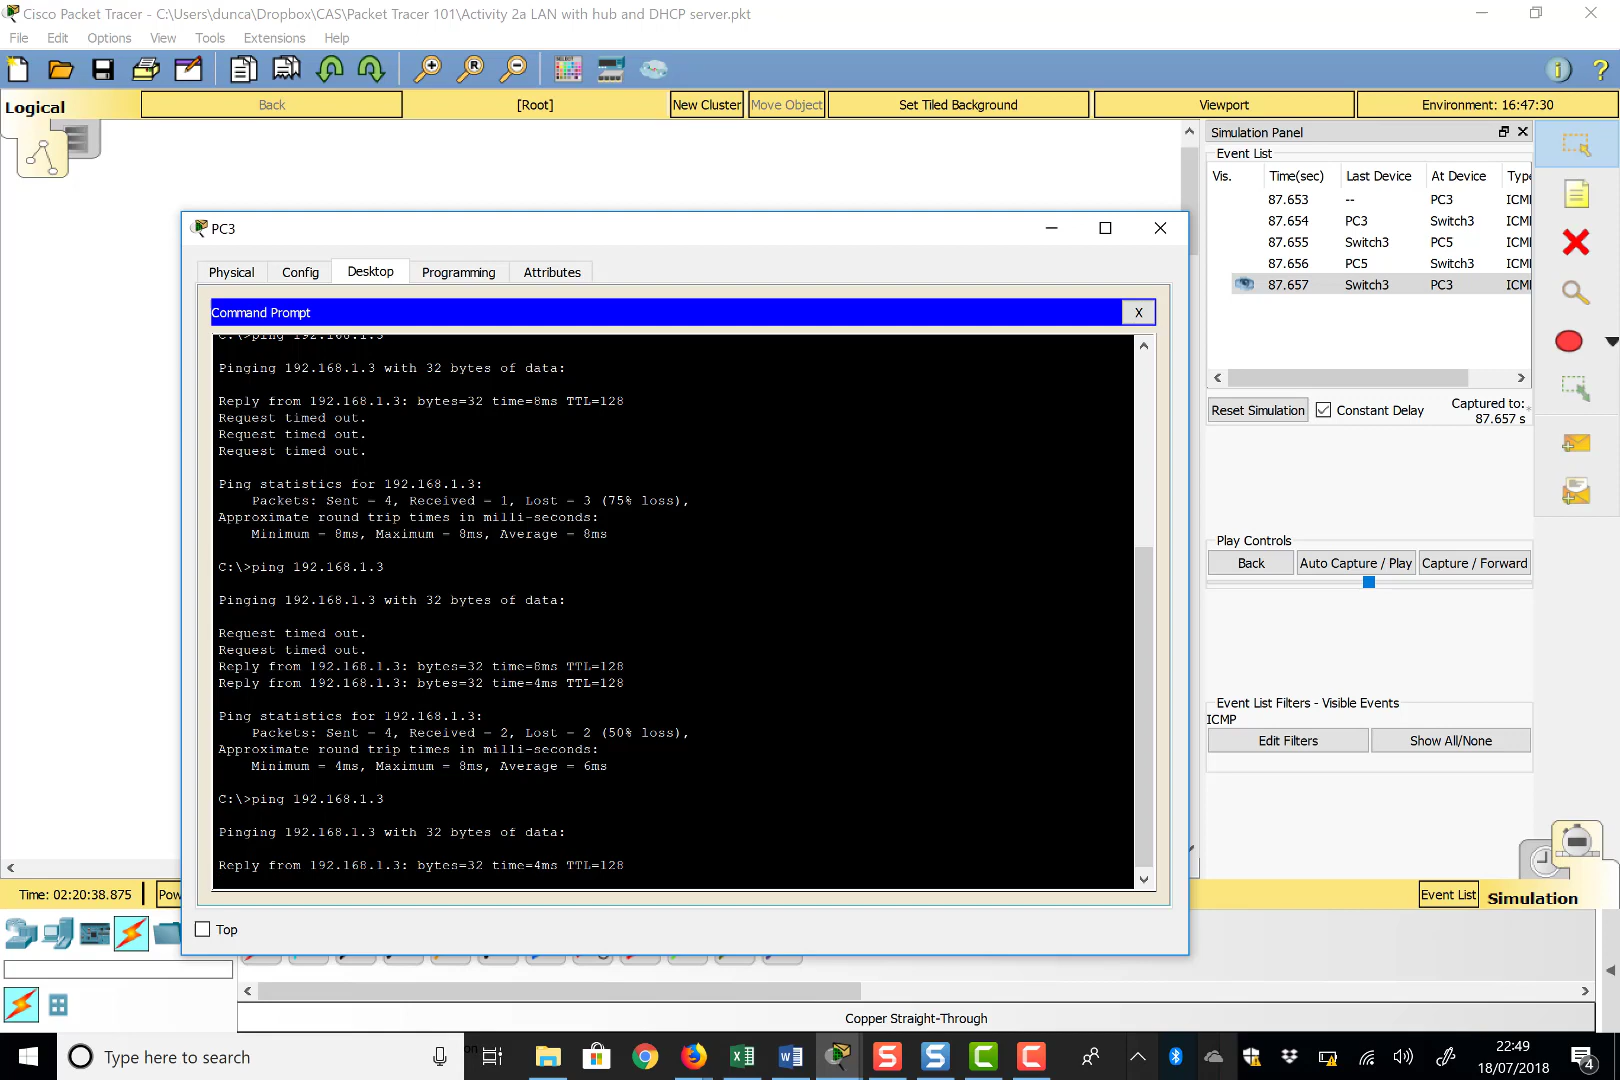 Cisco Packet Tracer - C:\Users\dunca\Dropbox\CAS\Packet Tracer 101\Activity 2a LAN with hub and DHCP server.pkt
File Edit Options View Tools Extensions Help
Logical Back [Root] New Cluster Move Object Set Tiled Background Viewport Environment: 16:47:30
Simulation Panel
Event List
Vis. Time(sec) Last Device At Device Type
87.653 -- PC3 ICMP
87.654 PC3 Switch3 ICMP
87.655 Switch3 PC5 ICMP
87.656 PC5 Switch3 ICMP
87.657 Switch3 PC3 ICMP
Reset Simulation Constant Delay Captured to:
87.657 s
Play Controls
Back Auto Capture / Play Capture / Forward
Event List Filters - Visible Events
ICMP
Edit Filters Show All/None
PC3
Physical Config Desktop Programming Attributes
Command Prompt X
C:\>ping 192.168.1.3
Pinging 192.168.1.3 with 32 bytes of data:
Reply from 192.168.1.3: bytes=32 time=8ms TTL=128
Request timed out.
Request timed out.
Request timed out.
Ping statistics for 192.168.1.3:
Packets: Sent = 4, Received = 1, Lost = 3 (75% loss),
Approximate round trip times in milli-seconds:
Minimum = 8ms, Maximum = 8ms, Average = 8ms
C:\>ping 192.168.1.3
Pinging 192.168.1.3 with 32 bytes of data:
Request timed out.
Request timed out.
Reply from 192.168.1.3: bytes=32 time=8ms TTL=128
Reply from 192.168.1.3: bytes=32 time=4ms TTL=128
Ping statistics for 192.168.1.3:
Packets: Sent = 4, Received = 2, Lost = 2 (50% loss),
Approximate round trip times in milli-seconds:
Minimum = 4ms, Maximum = 8ms, Average = 6ms
C:\>ping 192.168.1.3
Pinging 192.168.1.3 with 32 bytes of data:
Reply from 192.168.1.3: bytes=32 time=4ms TTL=128
Top
Time: 02:20:38.875 Pow
Event List Simulation
Copper Straight-Through
Type here to search
22:49
18/07/2018
4